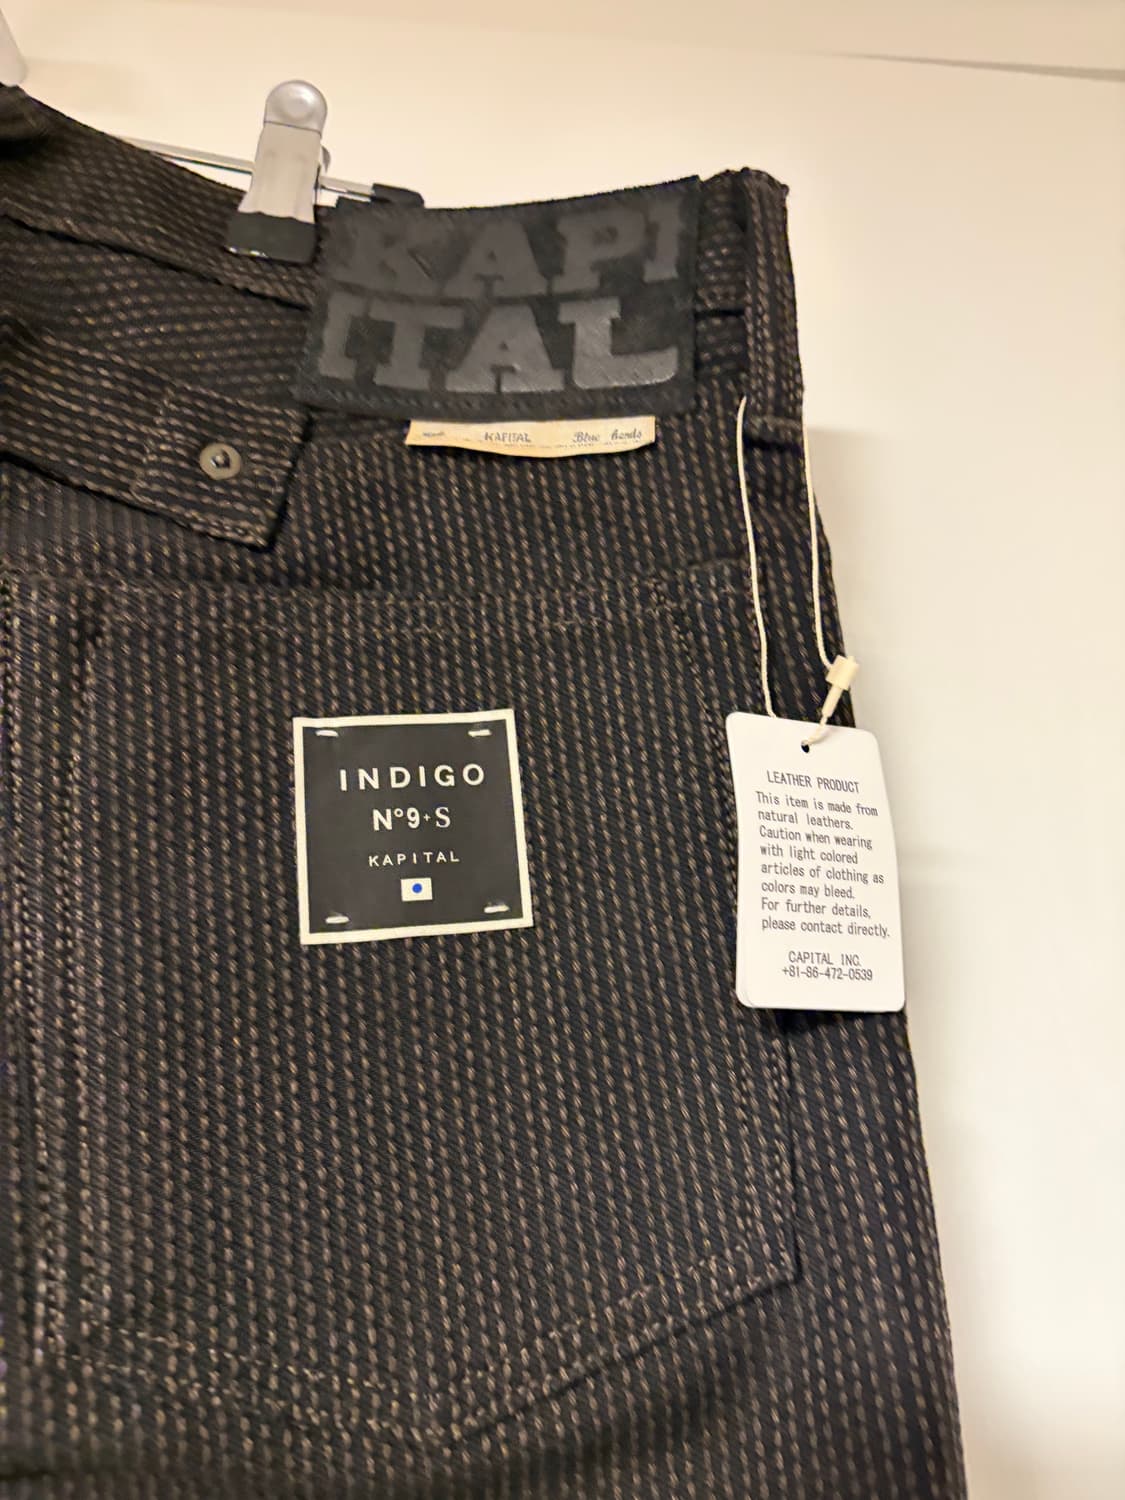 KAPI
ITAL
KAPITAL Blue hands
INDIGO
N°9+S
KAPITAL
LEATHER PRODUCT
This item is made from
natural leathers.
Caution when wearing
with light colored
articles of clothing as
colors may bleed.
For further details,
please contact directly.
CAPITAL INC.
+81-86-472-0539